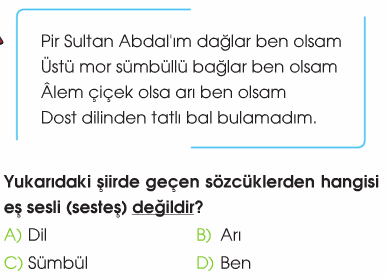 Pir Sultan Abdal'ım dağlar ben olsam
Üstü mor sümbüllü bağlar ben olsam
Âlem çiçek olsa arı ben olsam
Dost dilinden tatlı bal bulamadım.
Yukarıdaki şiirde geçen sözcüklerden hangisi
eş sesli (sesteş) değildir?
A) Dil B) Arı
C) Sümbül D) Ben